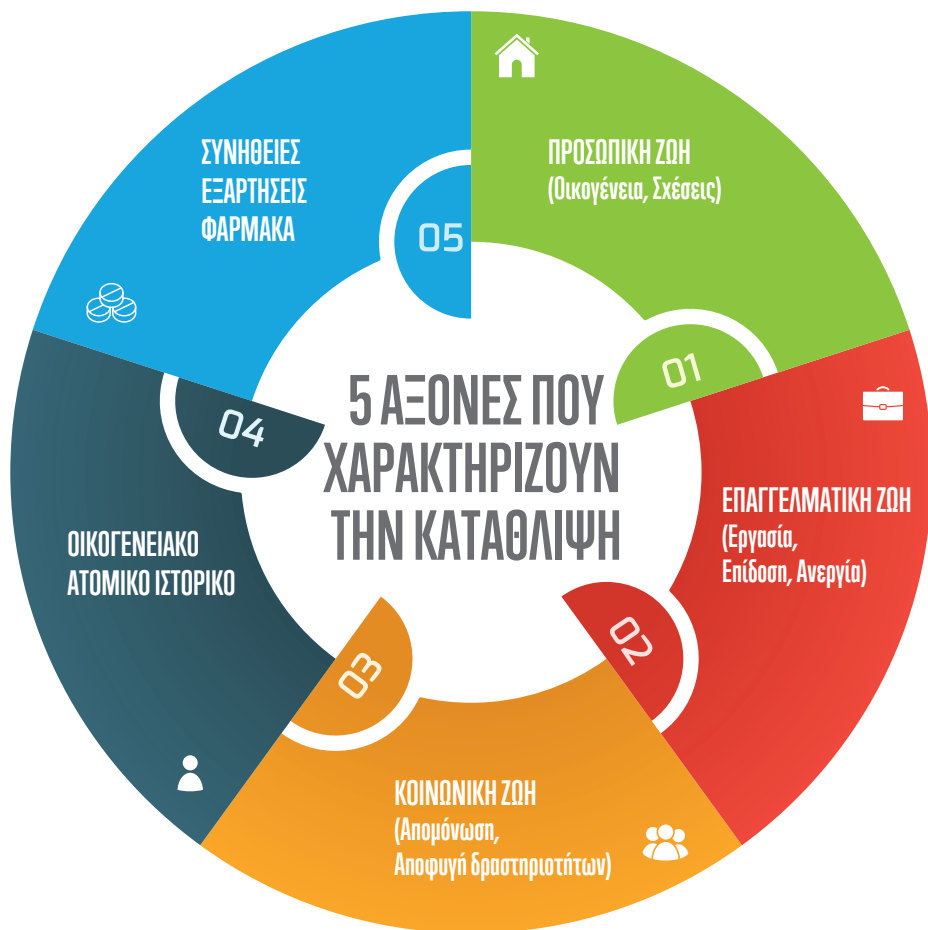 5 ΑΞΟΝΕΣ ΠΟΥ
ΧΑΡΑΚΤΗΡΙΖΟΥΝ
ΤΗΝ ΚΑΤΑΘΛΙΨΗ
01
ΠΡΟΣΩΠΙΚΗ ΖΩΗ
(Οικογένεια, Σχέσεις)
02
ΕΠΑΓΓΕΛΜΑΤΙΚΗ ΖΩΗ
(Εργασία,
Επίδοση, Ανεργία)
03
ΚΟΙΝΩΝΙΚΗ ΖΩΗ
(Απομόνωση,
Αποφυγή δραστηριοτήτων)
04
ΟΙΚΟΓΕΝΕΙΑΚΟ
ΑΤΟΜΙΚΟ ΙΣΤΟΡΙΚΟ
05
ΣΥΝΗΘΕΙΕΣ
ΕΞΑΡΤΗΣΕΙΣ
ΦΑΡΜΑΚΑ